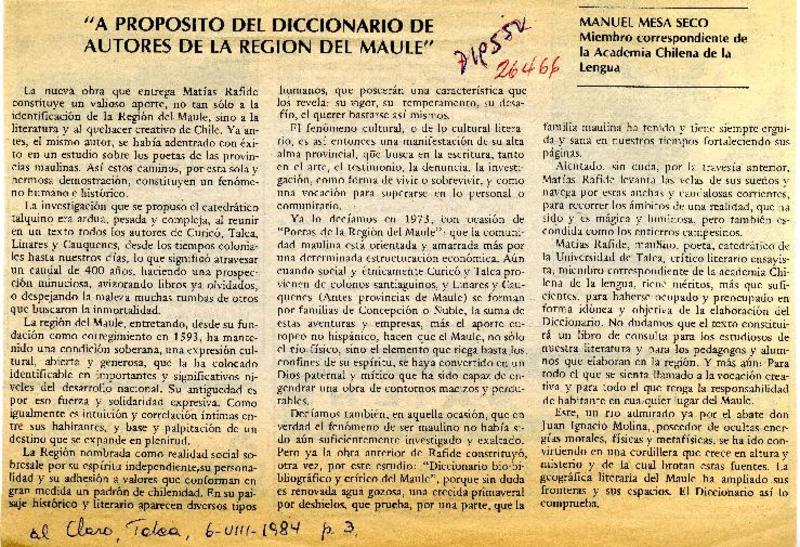 "A PROPOSITO DEL DICCIONARIO DE
AUTORES DE LA REGION DEL MAULE"
71P552
26466
MANUEL MESA SECO
Miembro correspondiente de
la Academia Chilena de la
Lengua
La nueva obra que entrega Matías Rafide
constituye un valioso aporte, no tan sólo a la
identificación de la Región del Maule, sino a la
literatura y al quehacer creativo de Chile. Ya an-
tes, el mismo autor, se había adentrado con éxi-
to en un estudio sobre los poetas de las provin-
cias maulinas. Así estos caminos, por esta sola y
hermosa demostración, constituyen un fenóme-
no humano e histórico.
La investigación que se propuso el catedrático
talquino era ardua, pesada y compleja, al reunir
en un texto todos los autores de Curicó, Talca,
Linares y Cauquenes, desde los tiempos colonia-
les hasta nuestros días, lo que significó atravesar
un caudal de 400 años, haciendo una prospec-
ción minuciosa, avizorando libros ya olvidados,
o despejando la maleza muchas tumbas de otros
que buscaron la inmortalidad.
La región del Maule, entretando, desde su fun-
dación como corregimiento en 1593, ha mante-
nido una condición soberana, una expresión cul-
tural, abierta y generosa, que la ha colocado
identificable en importantes y significativos ni-
veles del desarrollo nacional. Su antigüedad es
por eso fuerza y solidaridad expresiva. Como
igualmente es intuición y correlación íntimas en-
tre sus habitantes, y base y palpitación de un
destino que se expande en plenitud.
La Región nombrada como realidad social so-
bresale por su espíritu independiente, su persona-
lidad y su adhesión a valores que conforman en
gran medida un padrón de chilenidad. En su pai-
saje histórico y literario aparecen diversos tipos
humanos, que poseerán una característica que
los revela: su vigor, su temperamento, su desa-
fío, el querer bastarse así mismos.
El fenómeno cultural, o de lo cultural litera-
rio, es así entonces una manifestación de su alta
alma provincial, que busca en la escritura, tanto
en el arte, el testimonio, la denuncia, la investi-
gación, como forma de vivir o sobrevivir, y como
una vocación para superarse en lo personal o
comunitario.
Ya lo decíamos en 1973, con ocasión de
"Poetas de la Región del Maule": que la comuni-
dad maulina está orientada y amarrada más por
una determinada estructuración económica. Aún
cuando social y étnicamente Curicó y Talca pro-
vienen de colonos santiaguinos, y Linares y Cau-
quenes (Antes provincias de Maule) se forman
por familias de Concepción o Ñuble, la suma de
estas aventuras y empresas, más el aporte eu-
ropeo no hispánico, hacen que el Maule, no sólo
el río físico, sino el elemento que riega hasta los
confines de su espíritu, se haya convertido en un
Dios paternal y mítico que ha sido capaz de en-
gendrar una obra de contornos macizos y perdu-
rables.
Decíamos también, en aquella ocasión, que en
verdad el fenómeno de ser maulino no había si-
do aún suficientemente investigado y exaltado.
Pero ya la obra anterior de Rafide constituyó,
otra vez, por este estudio: "Diccionario bio-bi-
bliográfico y crítico del Maule", porque sin duda
es renovada agua gozosa, una crecida primaveral
por deshielos, que prueba, por una parte, que la
familia maulina ha tenido y tiene siempre ergui-
da y sana en nuestros tiempos fortaleciendo sus
páginas.
Alentado, sin duda, por la travesía anterior,
Matías Rafide levanta las velas de sus sueños y
navega por estas anchas y caudalosas corrientes,
para recorrer los ámbitos de una realidad, que ha
sido y es mágica y luminosa, pero también es-
condida como los entierros campesinos.
Matías Rafide, maulino, poeta, catedrático de
la Universidad de Talca, crítico literario ensayis-
ta, miembro correspondiente de la academia Chi-
lena de la lengua, tiene méritos, más que sufi-
cientes, para haberse ocupado y preocupado en
forma idónea y objetiva de la elaboración del
Diccionario. No dudamos que el texto constitui-
rá un libro de consulta para los estudiosos de
nuestra literatura y para los pedagogos y alum-
nos que elaboran en la región. Y más aún: Para
todo el que se sienta llamado a la vocación crea-
tiva y para todo el que tenga la responsabilidad
de habitante en cualquier lugar del Maule.
Este, un río admirado ya por el abate don
Juan Ignacio Molina, poseedor de ocultas ener-
gías morales, físicas y metafísicas, se ha ido con-
virtiendo en una cordillera que crece en altura y
misterio y de la cual brotan estas fuentes. La
geográfica literaria del Maule ha ampliado sus
fronteras y sus espacios. El Diccionario así lo
comprueba.
El Claro, Talca, 6-VIII-1984 p. 3.